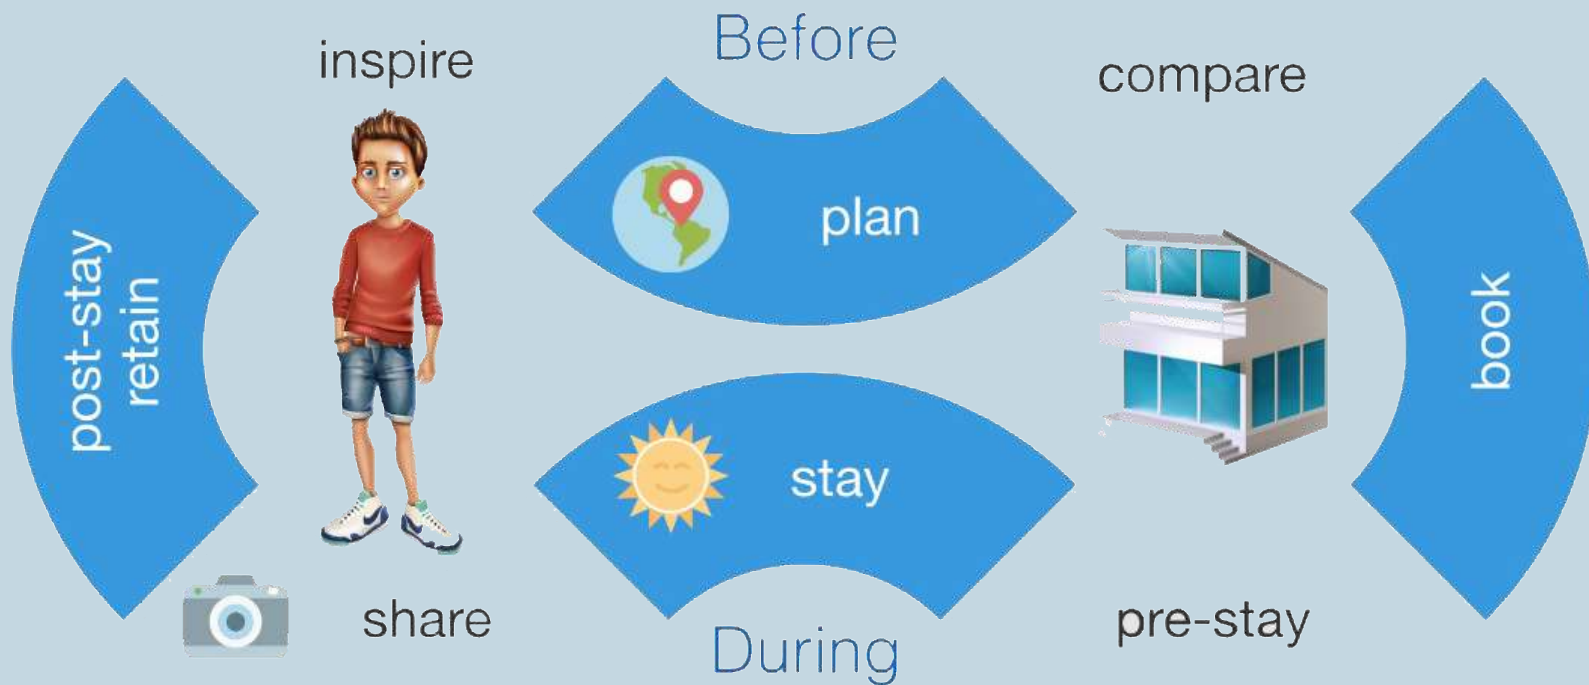 Before
inspire
compare
plan
post-stay
retain
book
stay
share
pre-stay
During